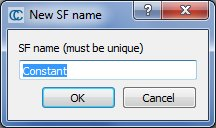 New SF name
SF name (must be unique)
Constant
OK
Cancel